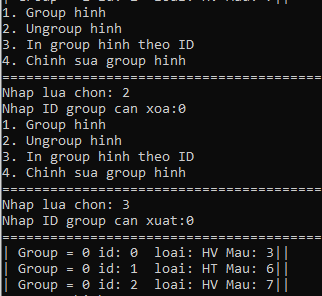 1. Group hinh
2. Ungroup hinh
3. In group hinh theo ID
4. Chinh sua group hinh
========================================
Nhap lua chon: 2
Nhap ID group can xoa:0
1. Group hinh
2. Ungroup hinh
3. In group hinh theo ID
4. Chinh sua group hinh
========================================
Nhap lua chon: 3
Nhap ID group can xuat:0
========================================
| Group = 0 id: 0  loai: HV Mau: 3||
| Group = 0 id: 1  loai: HT Mau: 6||
| Group = 0 id: 2  loai: HV Mau: 7||